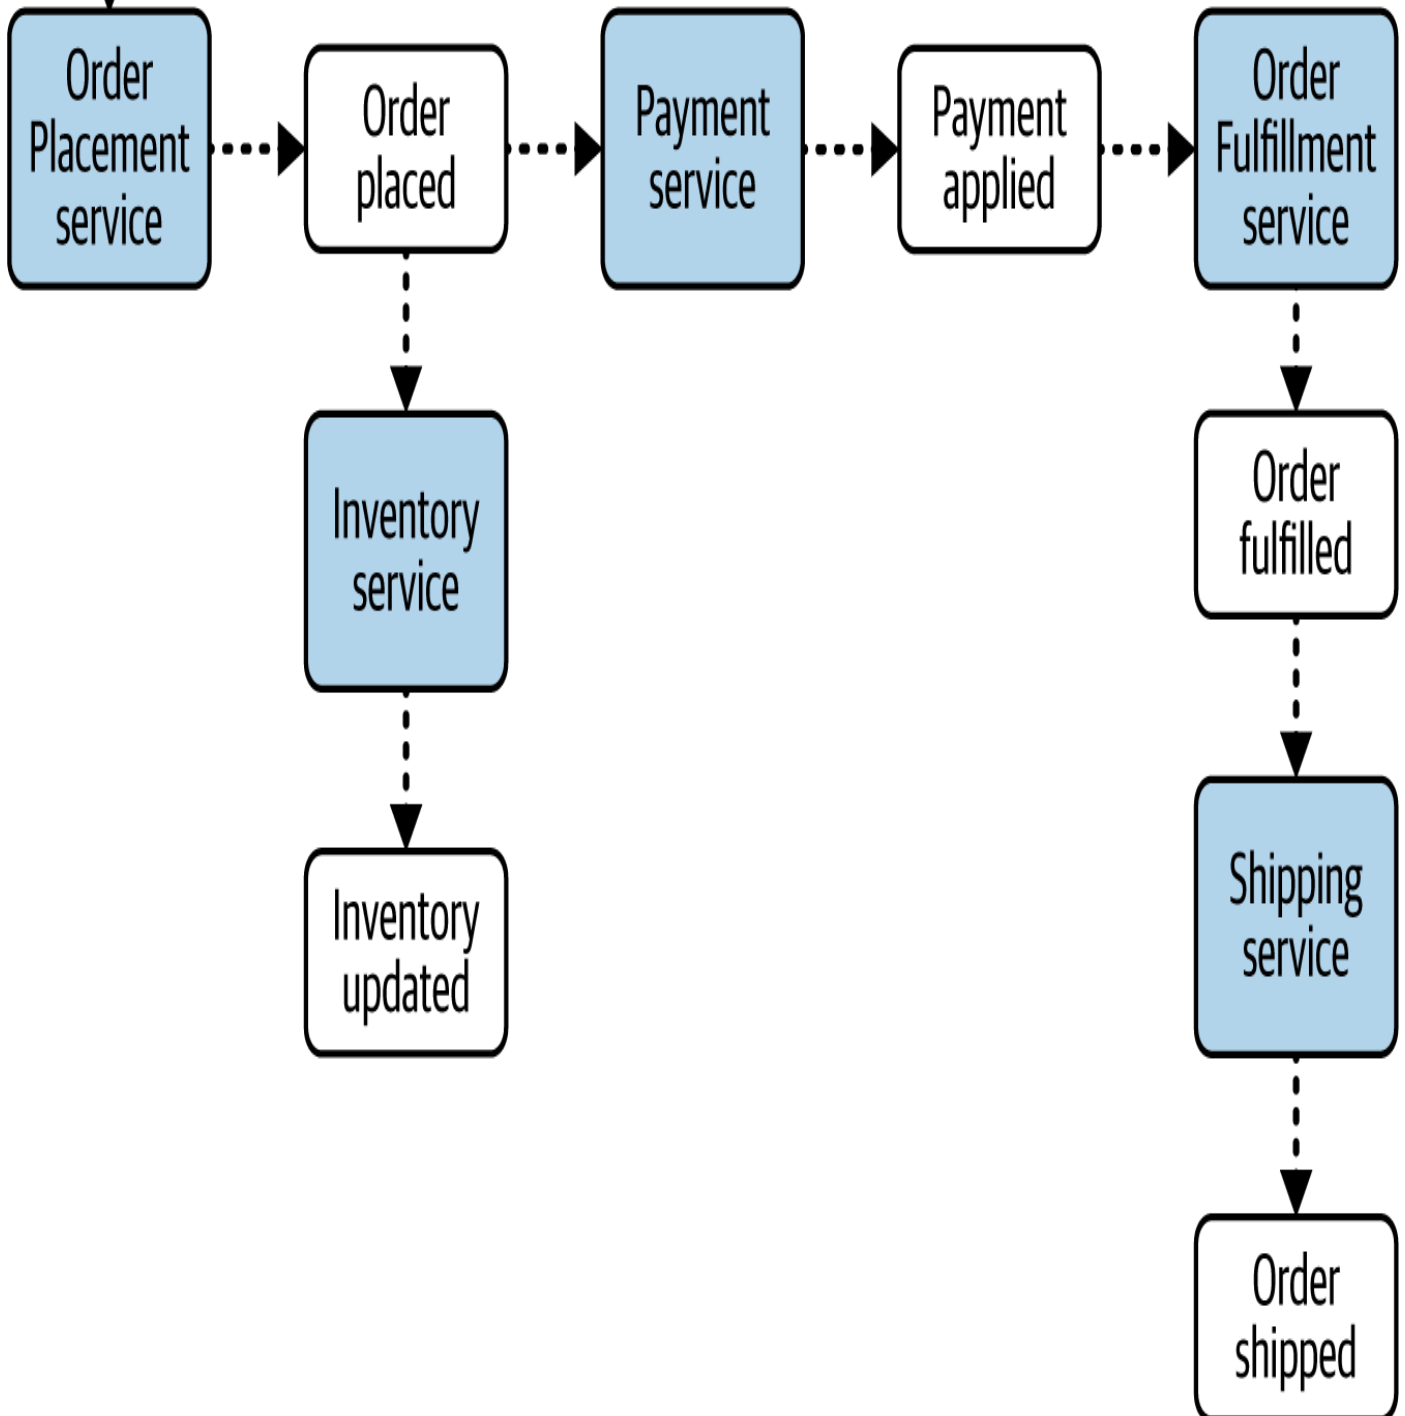 Order
Placement
service
Order
placed
Payment
service
Payment
applied
Order
Fulfillment
service
Inventory
service
Order
fulfilled
Inventory
updated
Shipping
service
Order
shipped